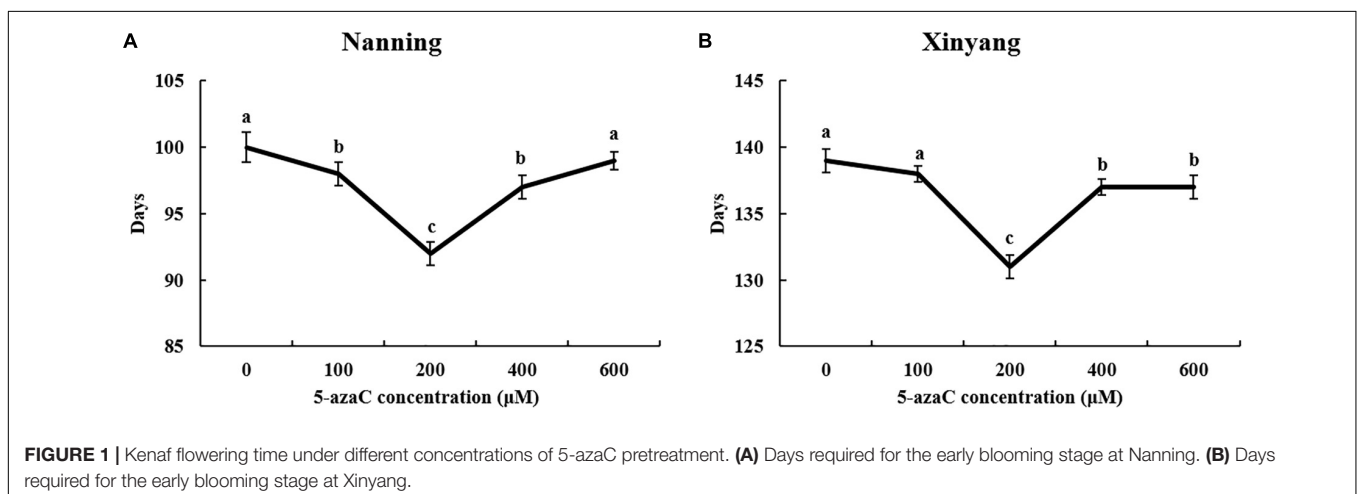 A
Nanning
105
100
95
90
85
Days
a
b
c
b
a
0 100 200 400 600
5-azaC concentration (µM)
B
Xinyang
145
140
135
130
125
Days
a
a
c
b
b
0 100 200 400 600
5-azaC concentration (µM)
FIGURE 1 | Kenaf flowering time under different concentrations of 5-azaC pretreatment. (A) Days required for the early blooming stage at Nanning. (B) Days
required for the early blooming stage at Xinyang.